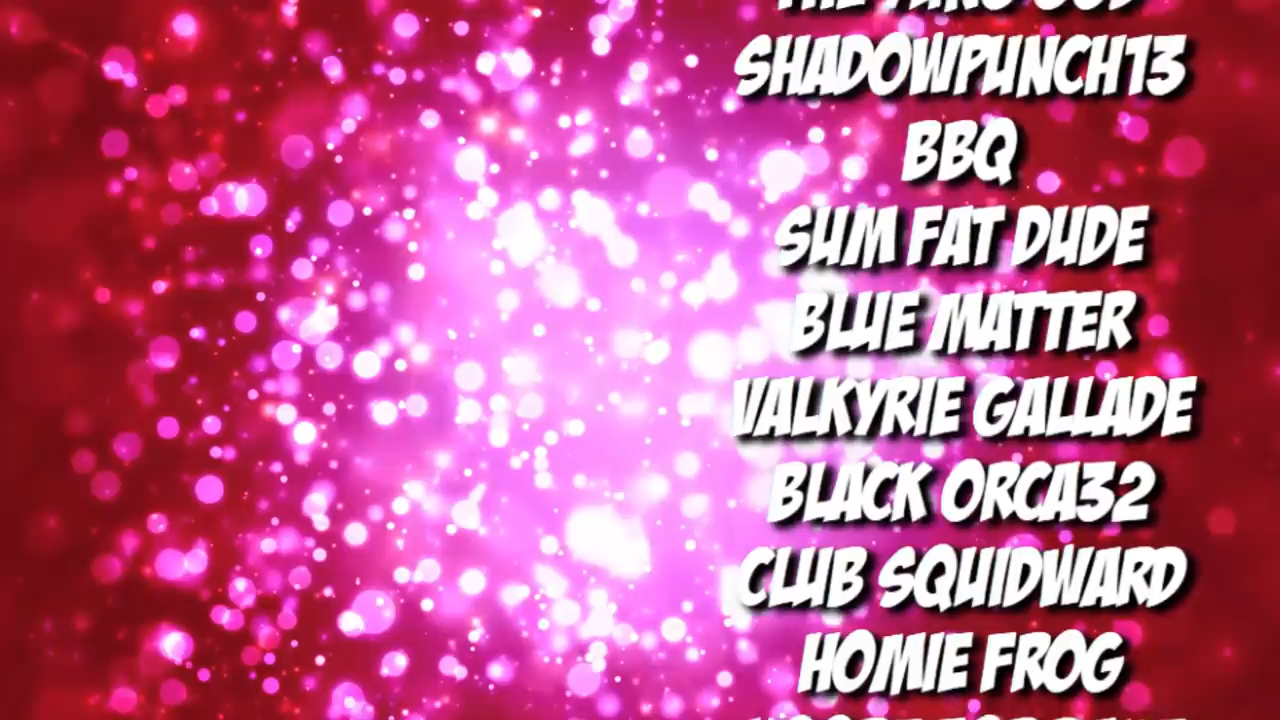 SHADOWPUNCH13
BBQ
SUM FAT DUDE
BLUE MATTER
VALKYRIE GALLADE
BLACK ORCA32
CLUB SQUIDWARD
HOMIE FROG